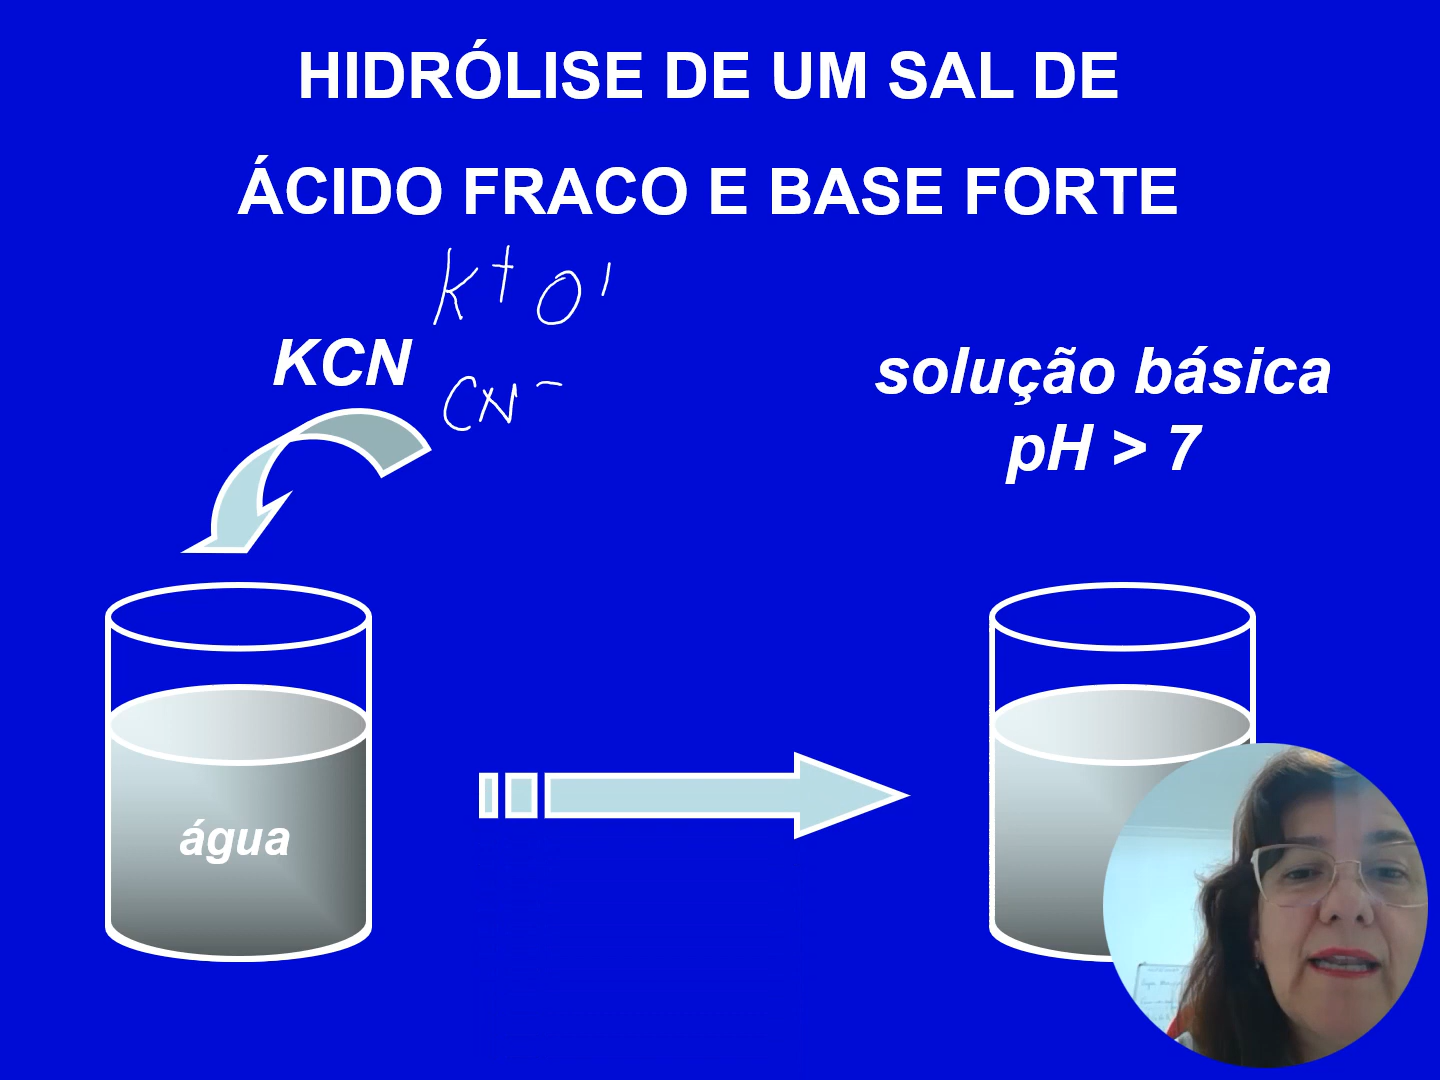 HIDRÓLISE DE UM SAL DE
ÁCIDO FRACO E BASE FORTE
K+ O
KCN
CN-
solução básica
pH > 7
água